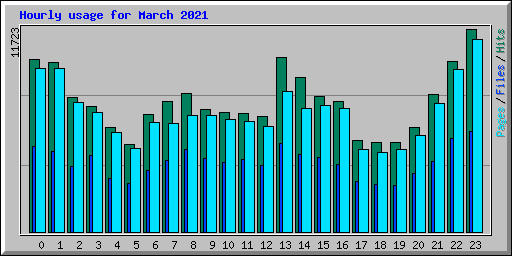 Hourly usage for March 2021
11723
Pages/Files/Hits
0 1 2 3 4 5 6 7 8 9 10 11 12 13 14 15 16 17 18 19 20 21 22 23